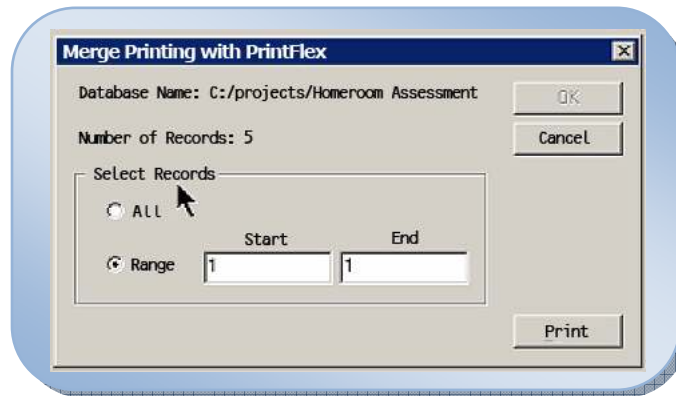 Merge Printing with PrintFlex
Database Name: C:/projects/Homeroom Assessment
OK
Number of Records: 5
Cancel
Select Records
All
Start End
Range 1 1
Print